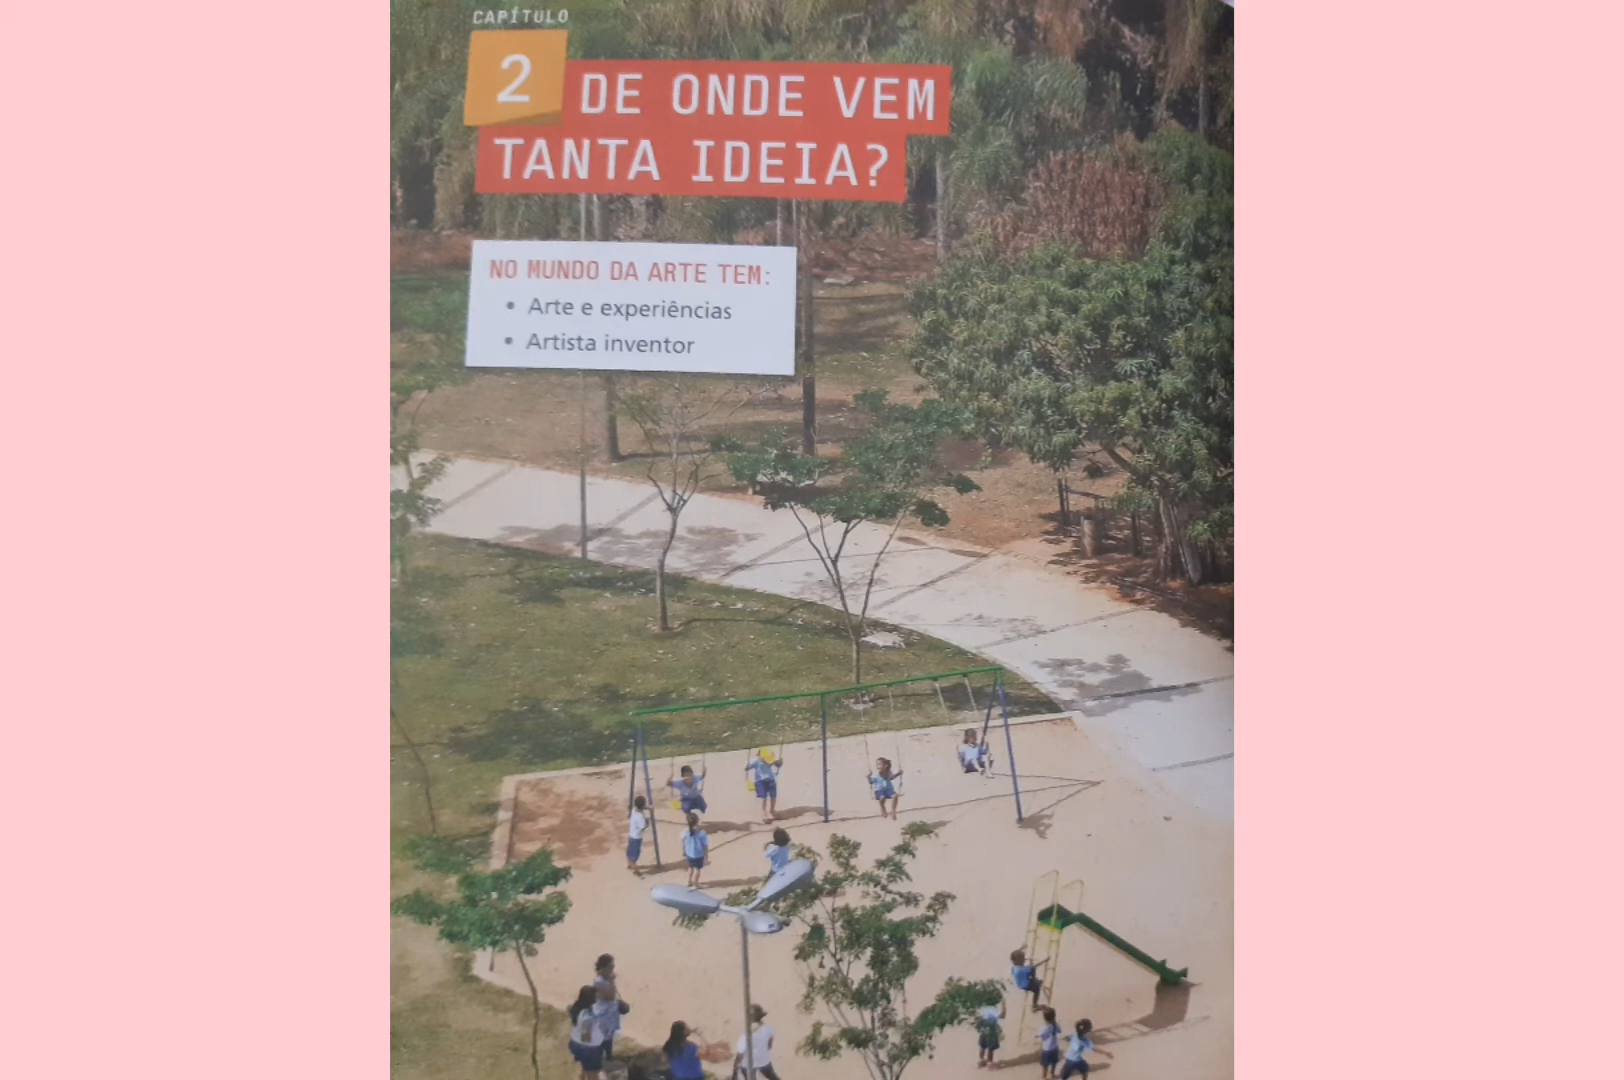 CAPÍTULO
2 DE ONDE VEM
TANTA IDEIA?
NO MUNDO DA ARTE TEM:
• Arte e experiências
• Artista inventor